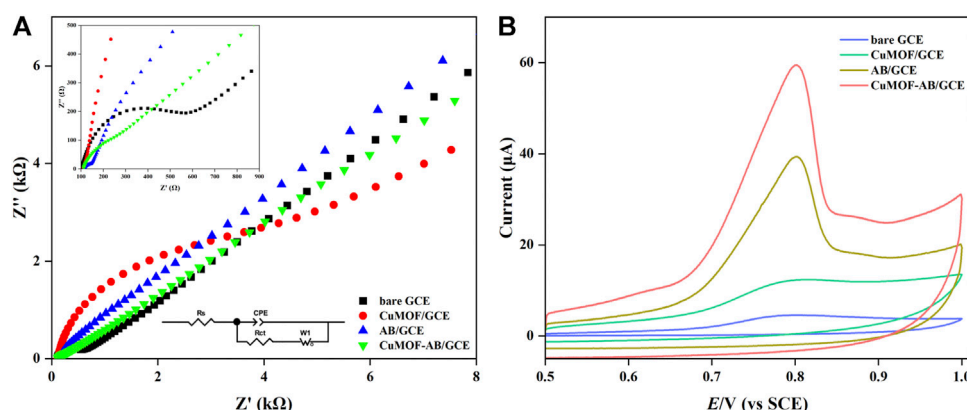 A
Z'' (kΩ)
6
4
2
0
0
2
4
6
8
Z' (kΩ)
Z'' (Ω)
500
400
300
200
100
0
100
200
300
400
500
600
700
800
900
Z' (Ω)
bare GCE
CuMOF/GCE
AB/GCE
CuMOF-AB/GCE
Rs
CPE
Rct
W1
B
Current (μA)
60
40
20
0
0.5
0.6
0.7
0.8
0.9
1.0
E/V (vs SCE)
bare GCE
CuMOF/GCE
AB/GCE
CuMOF-AB/GCE